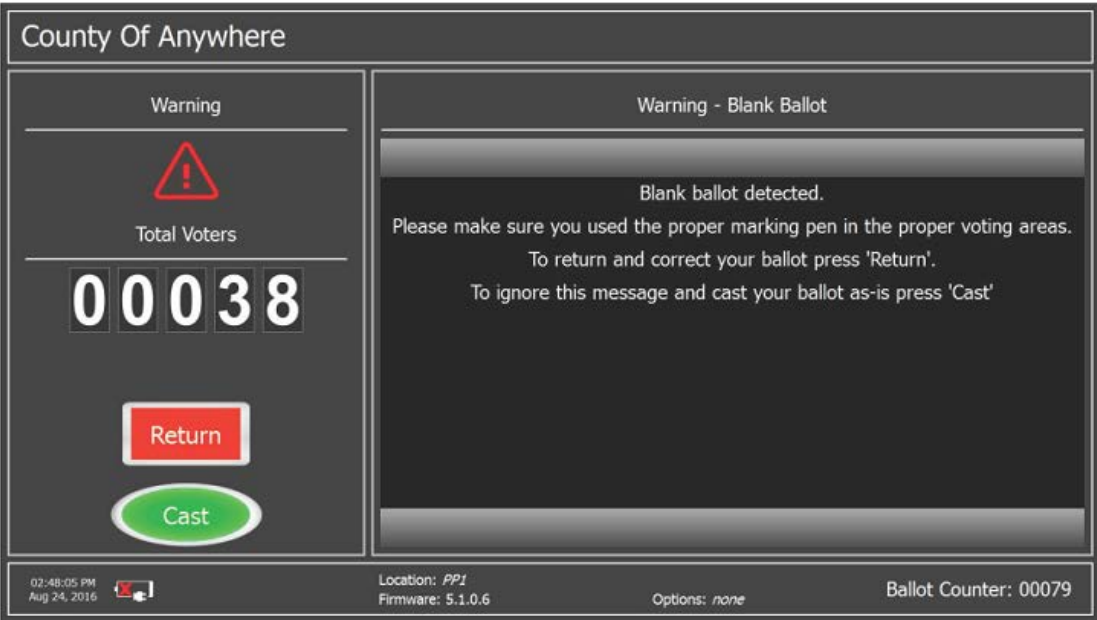 County Of Anywhere
Warning
Total Voters
00038
Return
Cast
Warning - Blank Ballot
Blank ballot detected.
Please make sure you used the proper marking pen in the proper voting areas.
To return and correct your ballot press 'Return'.
To ignore this message and cast your ballot as-is press 'Cast'
02:48:05 PM
Aug 24, 2016
Location: PP1
Firmware: 5.1.0.6
Options: none
Ballot Counter: 00079